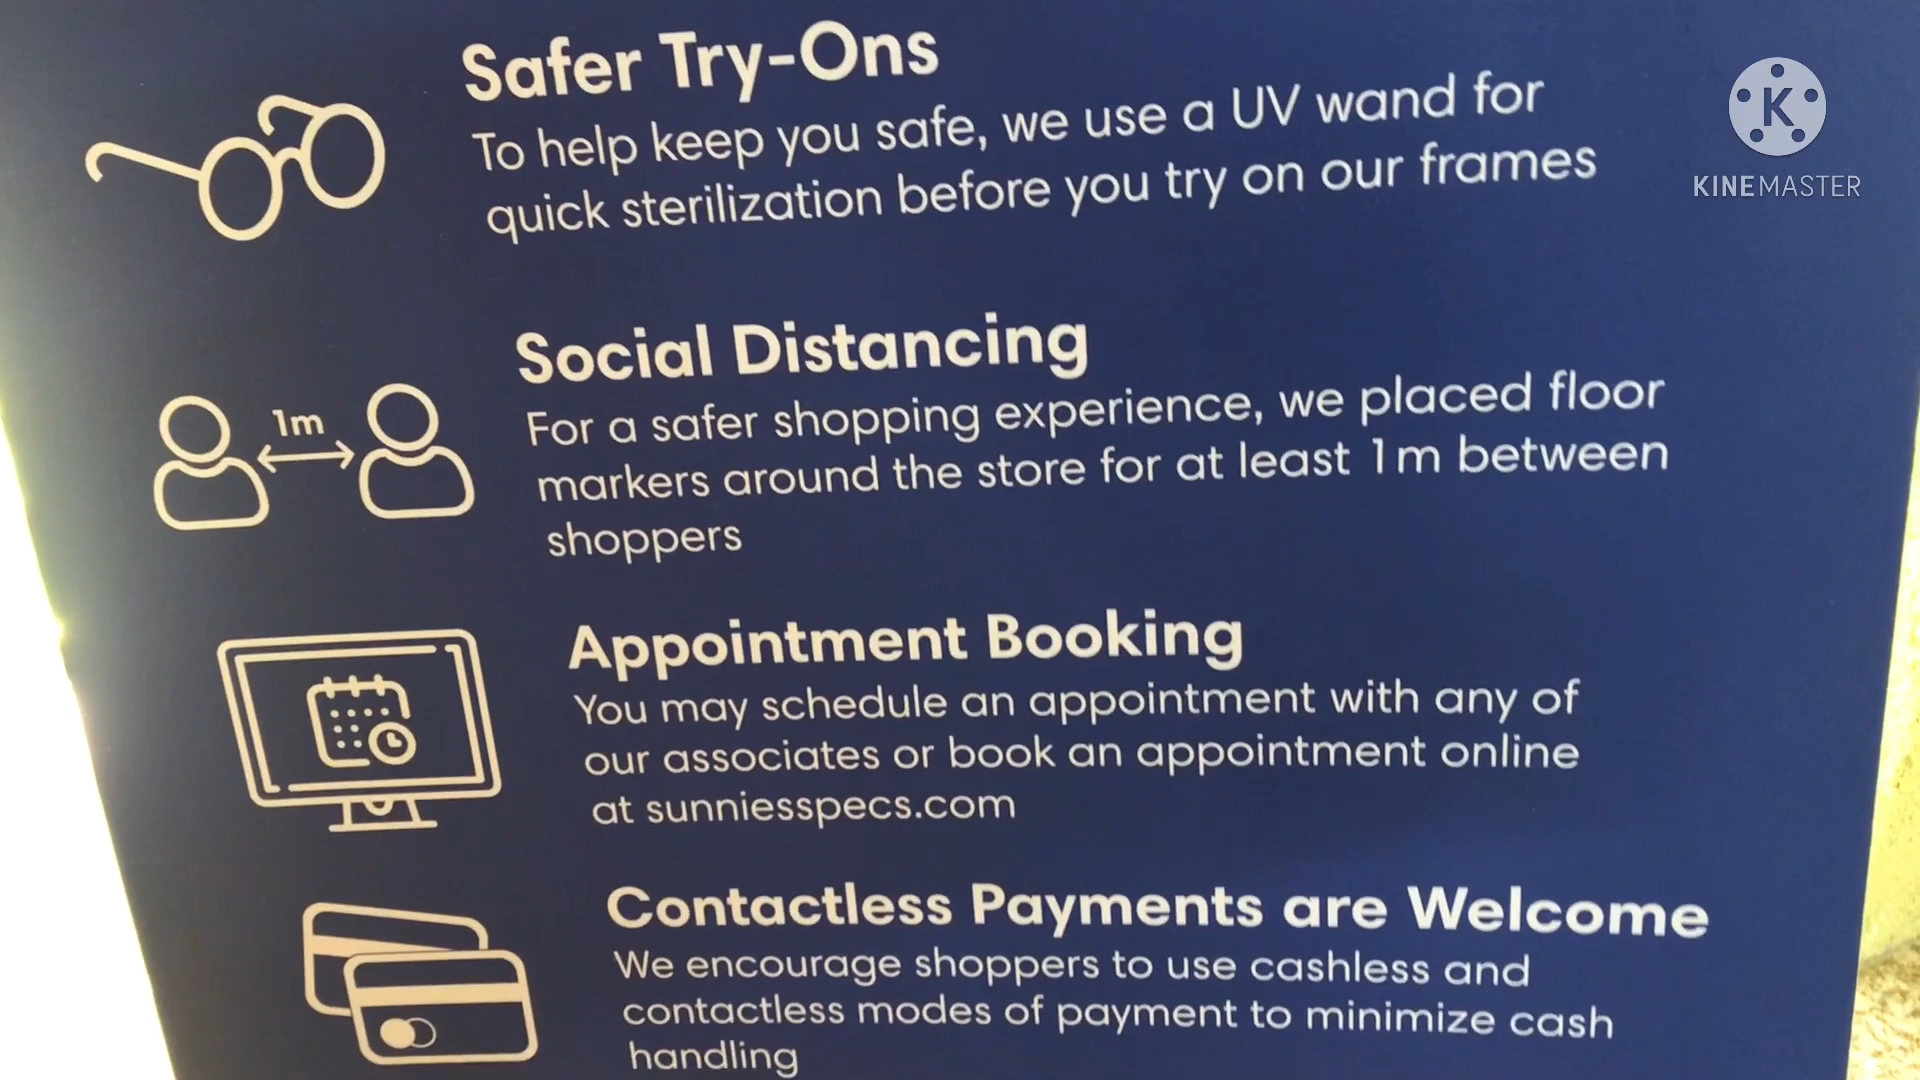 Safer Try-Ons
To help keep you safe, we use a UV wand for
quick sterilization before you try on our frames
KINEMASTER
K
Social Distancing
For a safer shopping experience, we placed floor
markers around the store for at least 1m between
shoppers
1m
Appointment Booking
You may schedule an appointment with any of
our associates or book an appointment online
at sunniesspecs.com
Contactless Payments are Welcome
We encourage shoppers to use cashless and
contactless modes of payment to minimize cash
handling